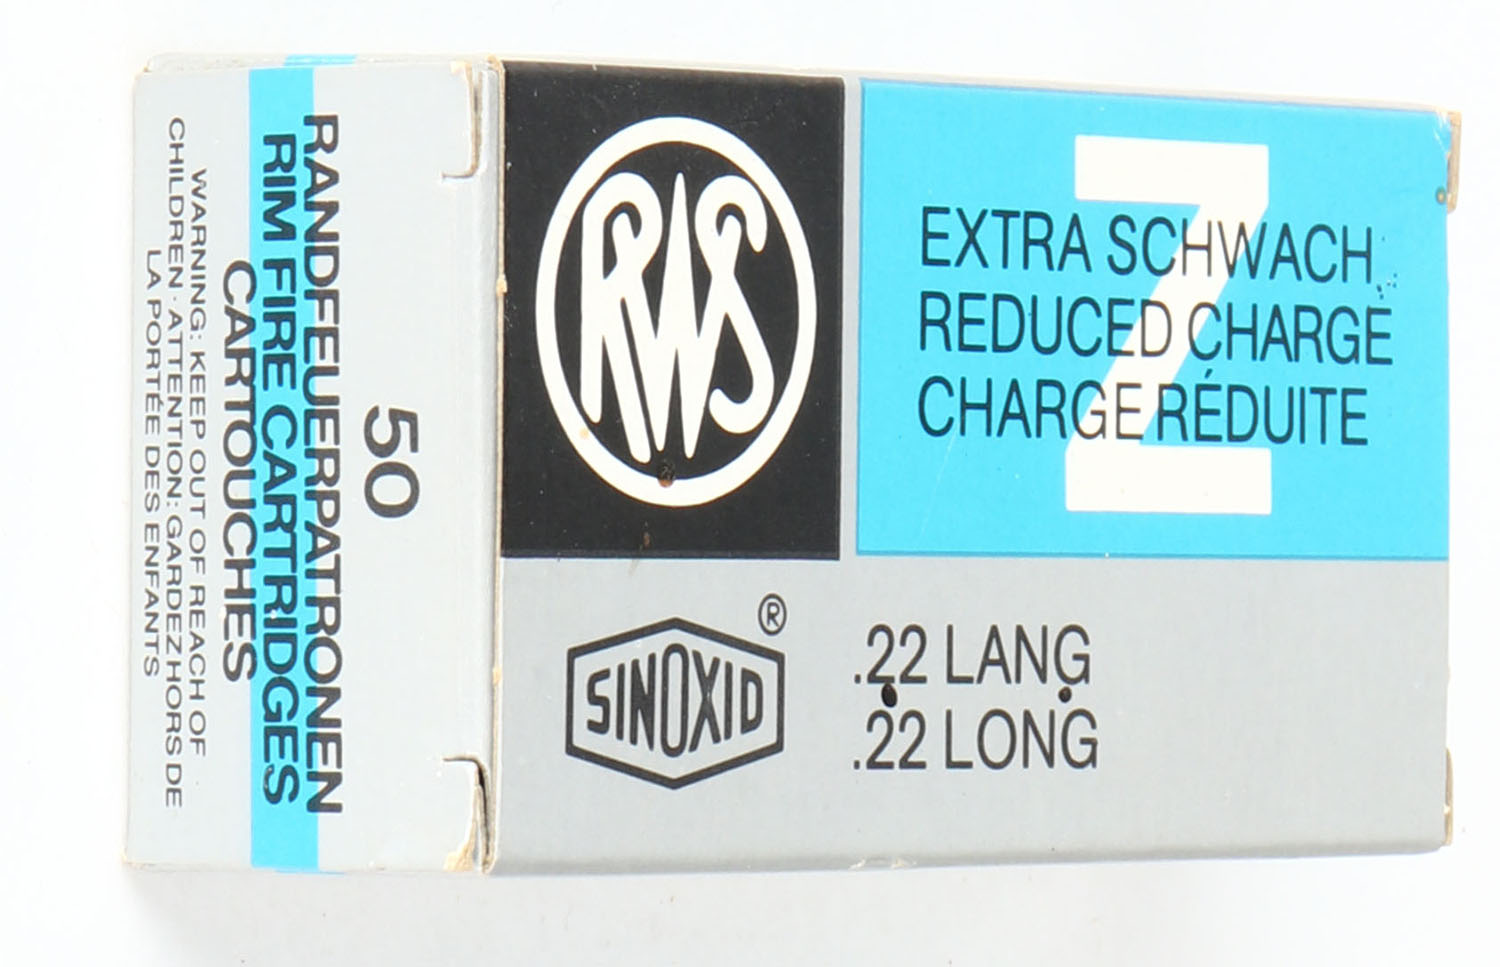 RWS
Z
EXTRA SCHWACH
REDUCED CHARGE
CHARGE RÉDUITE
SINOXID
®
.22 LANG
.22 LONG
50
RANDFEUERPATRONEN
RIM FIRE CARTRIDGES
CARTOUCHES
WARNING: KEEP OUT OF REACH OF
CHILDREN · ATTENTION: GARDEZ HORS DE
LA PORTÉE DES ENFANTS